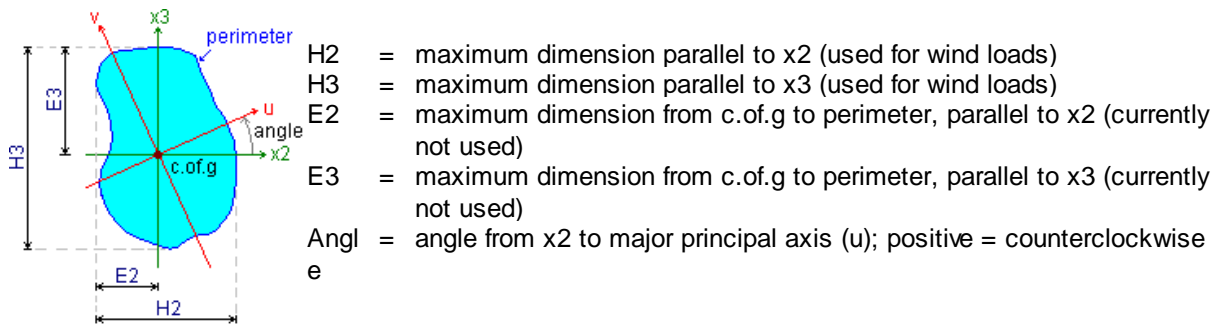 v
x3
perimeter
E3
H3
u
angle
x2
c.of.g
E2
H2
H2 = maximum dimension parallel to x2 (used for wind loads)
H3 = maximum dimension parallel to x3 (used for wind loads)
E2 = maximum dimension from c.of.g to perimeter, parallel to x2 (currently
not used)
E3 = maximum dimension from c.of.g to perimeter, parallel to x3 (currently
not used)
Angl = angle from x2 to major principal axis (u); positive = counterclockwise
e